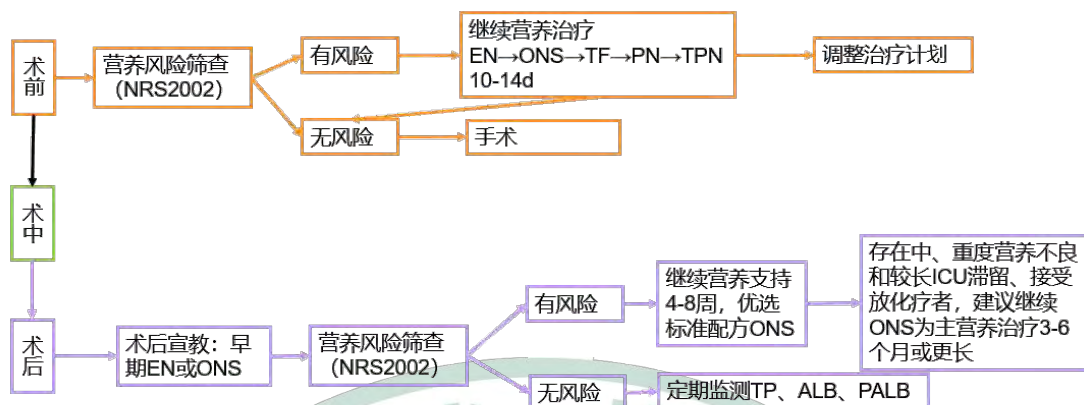 术前
营养风险筛查
（NRS2002）
有风险
继续营养治疗
EN→ONS→TF→PN→TPN
10-14d
调整治疗计划
无风险
手术
术中
术后
术后宣教：早
期EN或ONS
营养风险筛查
（NRS2002）
有风险
继续营养支持
4-8周，优选
标准配方ONS
存在中、重度营养不良
和较长ICU滞留、接受
放化疗者，建议继续
ONS为主营养治疗3-6
个月或更长
无风险
定期监测TP、ALB、PALB